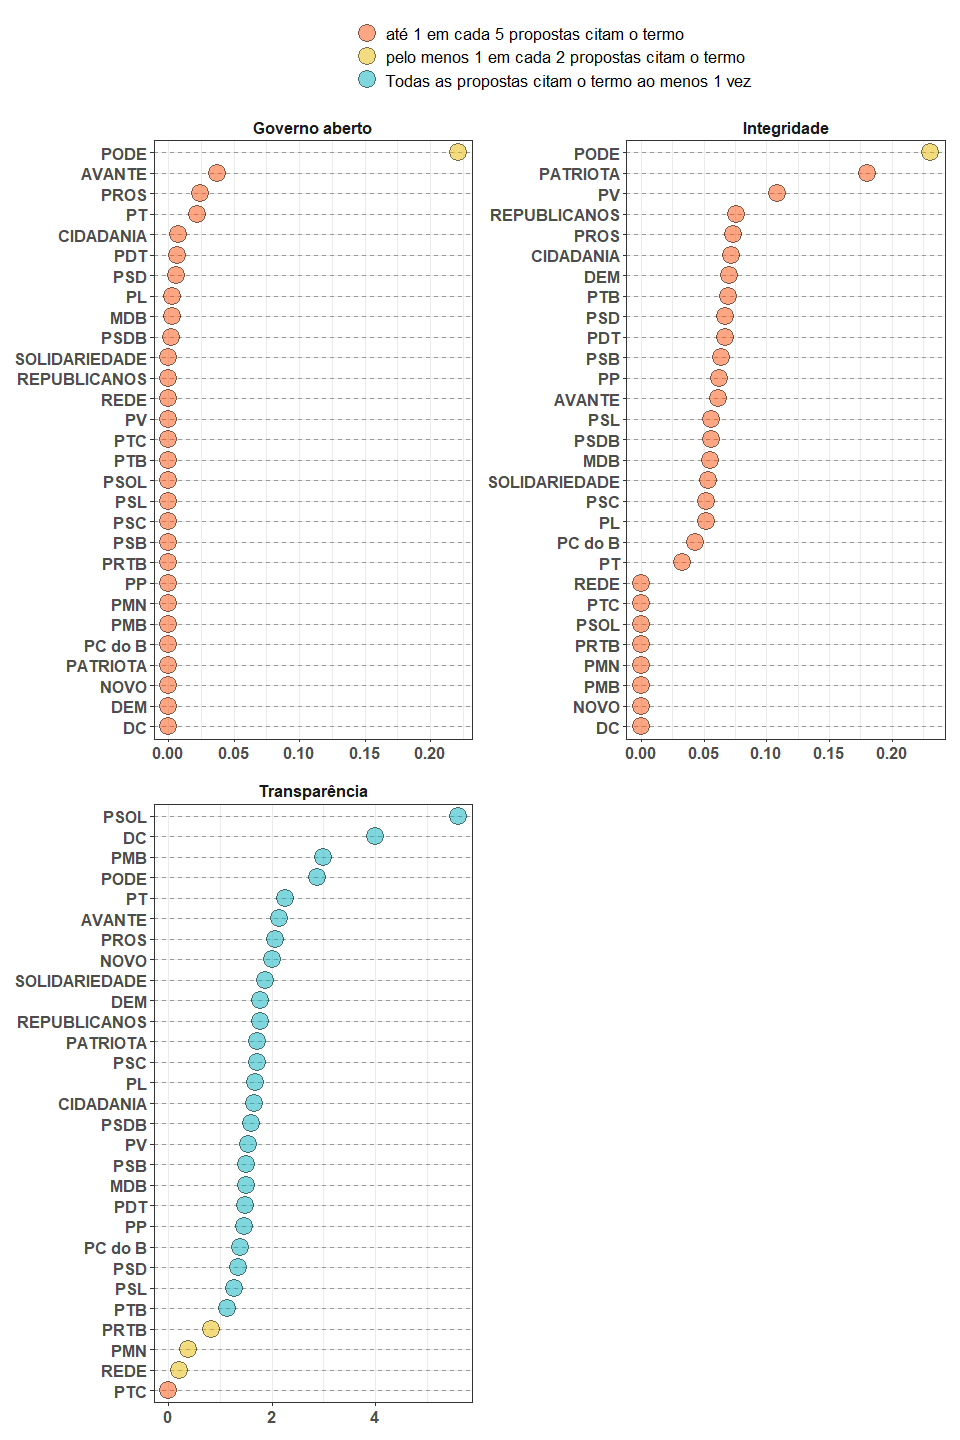 até 1 em cada 5 propostas citam o termo
pelo menos 1 em cada 2 propostas citam o termo
Todas as propostas citam o termo ao menos 1 vez
Governo aberto
PODE
AVANTE
PROS
PT
CIDADANIA
PDT
PSD
PL
MDB
PSDB
SOLIDARIEDADE
REPUBLICANOS
REDE
PV
PTC
PTB
PSOL
PSL
PSC
PSB
PRTB
PP
PMN
PMB
PC do B
PATRIOTA
NOVO
DEM
DC
0.00 0.05 0.10 0.15 0.20
Integridade
PODE
PATRIOTA
PV
REPUBLICANOS
PROS
CIDADANIA
DEM
PTB
PSD
PDT
PSB
PP
AVANTE
PSL
PSDB
MDB
SOLIDARIEDADE
PSC
PL
PC do B
PT
REDE
PTC
PSOL
PRTB
PMN
PMB
NOVO
DC
0.00 0.05 0.10 0.15 0.20
Transparência
PSOL
DC
PMB
PODE
PT
AVANTE
PROS
NOVO
SOLIDARIEDADE
DEM
REPUBLICANOS
PATRIOTA
PSC
PL
CIDADANIA
PSDB
PV
PSB
MDB
PDT
PP
PC do B
PSD
PSL
PTB
PRTB
PMN
REDE
PTC
0 2 4